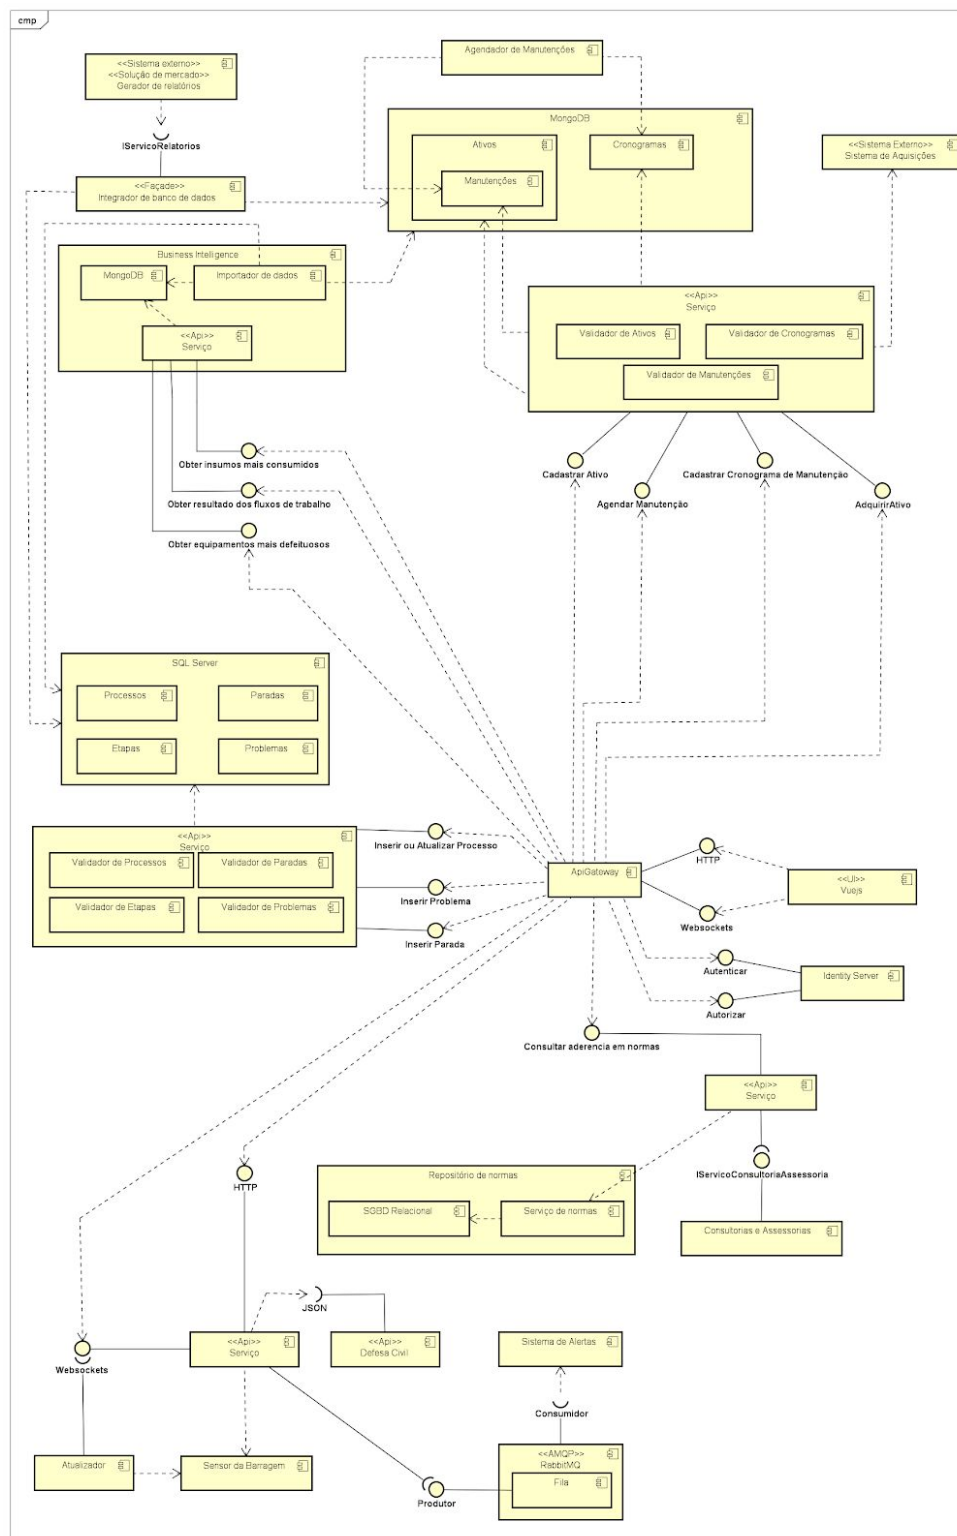 cmp
<<Sistema externo>>
<<Solução de mercado>>
Gerador de relatórios
IServicoRelatorios
<<Façade>>
Integrador de banco de dados
Agendador de Manutenções
MongoDB
Ativos
Manutenções
Cronogramas
<<Sistema Externo>>
Sistema de Aquisições
Business Intelligence
MongoDB
Importador de dados
<<Api>>
Serviço
<<Api>>
Serviço
Validador de Ativos
Validador de Cronogramas
Validador de Manutenções
Obter insumos mais consumidos
Obter resultado dos fluxos de trabalho
Obter equipamentos mais defeituosos
Cadastrar Ativo
Agendar Manutenção
Cadastrar Cronograma de Manutenção
AdquirirAtivo
SQL Server
Processos
Paradas
Etapas
Problemas
<<Api>>
Serviço
Validador de Processos
Validador de Paradas
Validador de Etapas
Validador de Problemas
Inserir ou Atualizar Processo
Inserir Problema
Inserir Parada
ApiGateway
HTTP
Websockets
<<UI>>
Vuejs
Autenticar
Autorizar
Identity Server
Consultar aderencia em normas
<<Api>>
Serviço
IServicoConsultoriaAssessoria
Consultorias e Assessorias
Repositório de normas
SGBD Relacional
Serviço de normas
HTTP
JSON
<<Api>>
Serviço
<<Api>>
Defesa Civil
Websockets
Atualizador
Sensor da Barragem
Sistema de Alertas
Consumidor
<<AMQP>>
RabbitMQ
Fila
Produtor